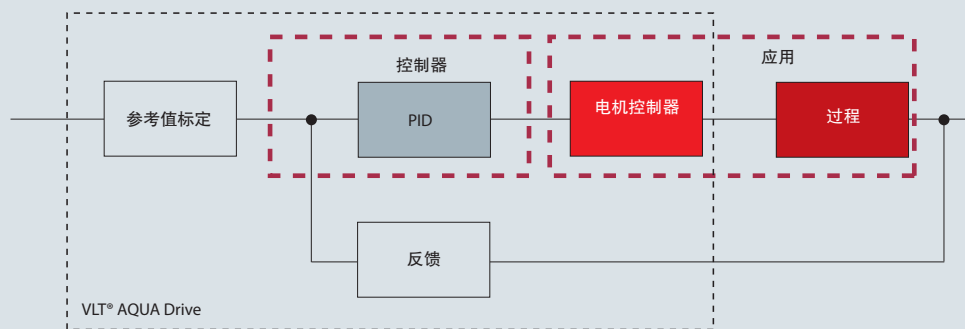 控制器
应用
参考值标定
PID
电机控制器
过程
反馈
VLT® AQUA Drive